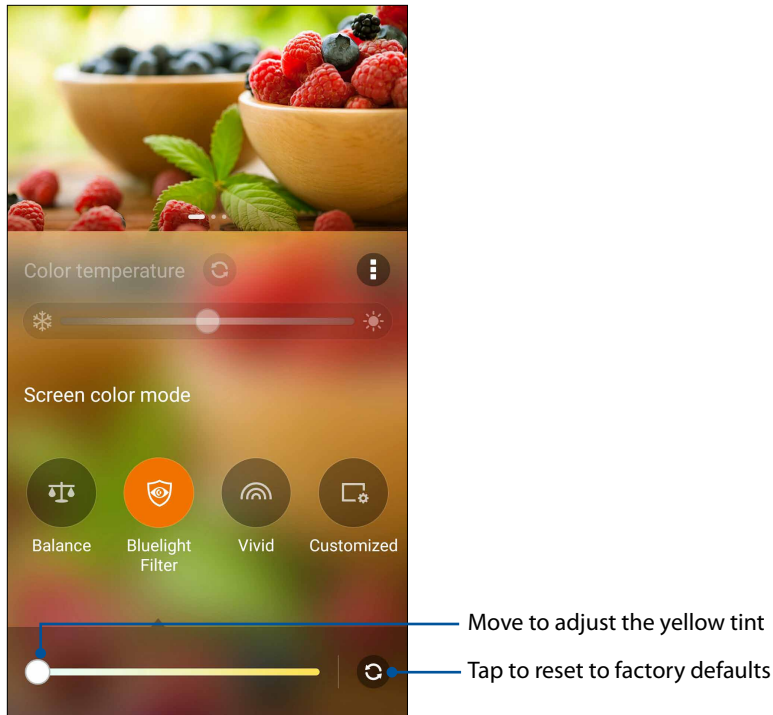 Color temperature
Screen color mode
Balance
Bluelight
Filter
Vivid
Customized
Move to adjust the yellow tint
Tap to reset to factory defaults